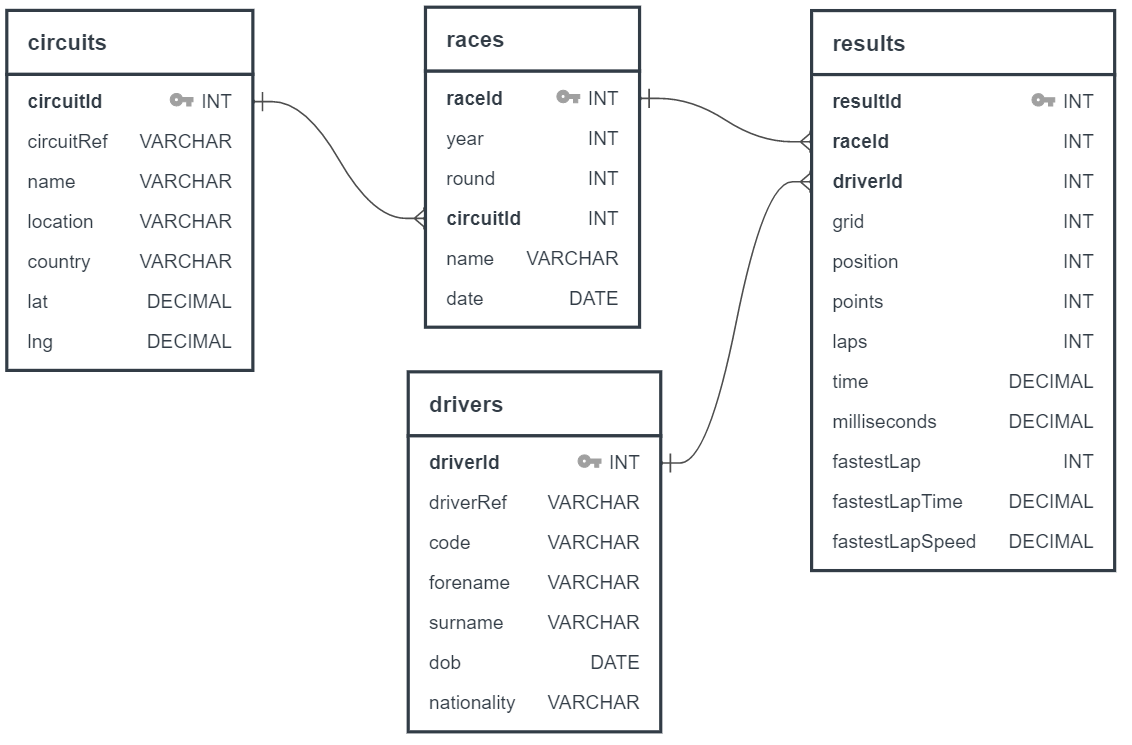 circuits
circuitId INT
circuitRef VARCHAR
name VARCHAR
location VARCHAR
country VARCHAR
lat DECIMAL
lng DECIMAL
races
raceId INT
year INT
round INT
circuitId INT
name VARCHAR
date DATE
drivers
driverId INT
driverRef VARCHAR
code VARCHAR
forename VARCHAR
surname VARCHAR
dob DATE
nationality VARCHAR
results
resultId INT
raceId INT
driverId INT
grid INT
position INT
points INT
laps INT
time DECIMAL
milliseconds DECIMAL
fastestLap INT
fastestLapTime DECIMAL
fastestLapSpeed DECIMAL